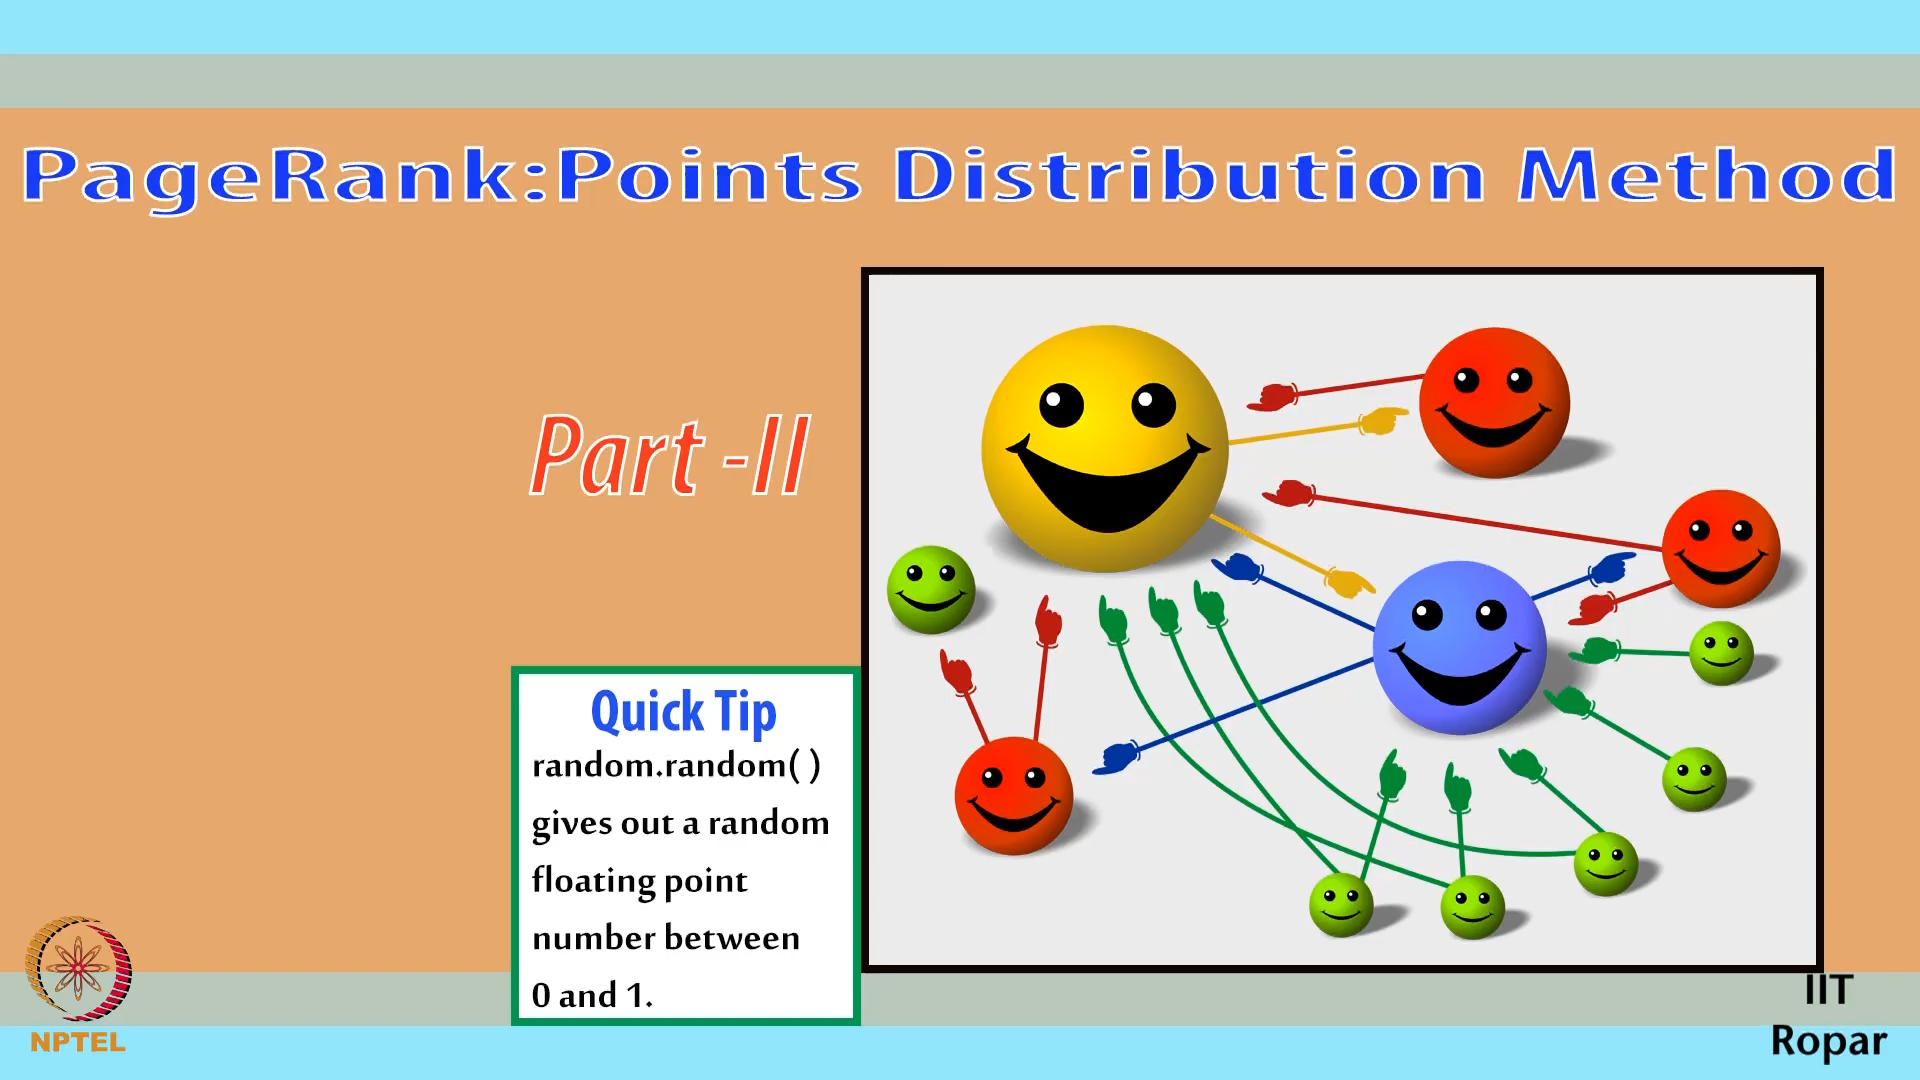 PageRank:Points Distribution Method
Part -II
Quick Tip
random.random( )
gives out a random
floating point
number between
0 and 1.
NPTEL
IIT
Ropar